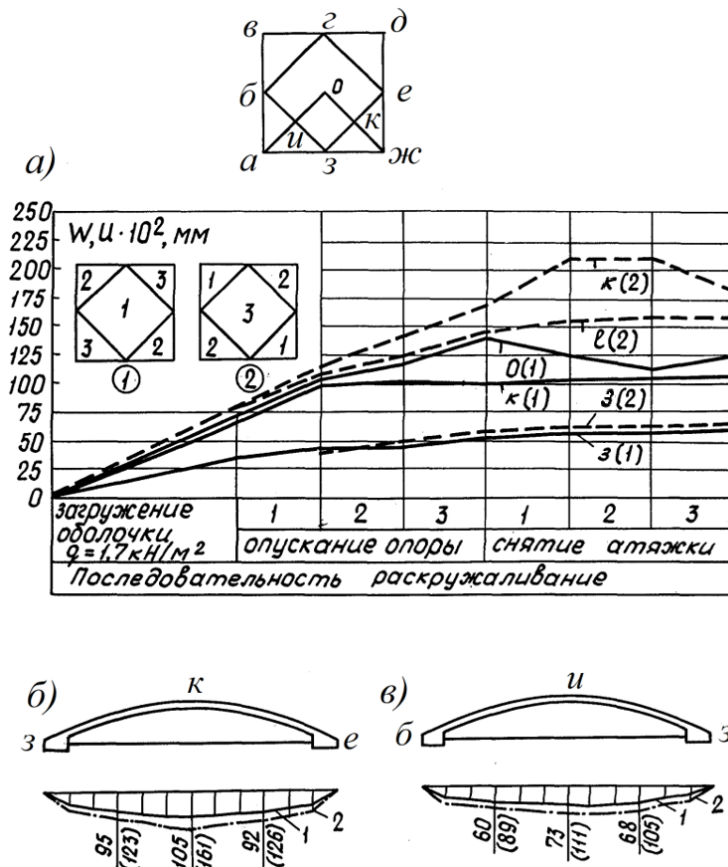 в г д
б о е
и к
а з ж
а)
250
225
200
175
150
125
100
75
50
25
0
W, U · 10², мм
2 3 1 2
1 3
3 2 2 1
① ②
к (2)
ℓ (2)
О (1)
к (1)
з (2)
з (1)
загружение
оболочки,
q = 1.7 кН/м²
1 2 3 1 2 3
опускание опоры снятие атяжки
Последовательность раскружаливание
б) к
з е
1 2
95 (123) 105 (161) 92 (126)
в) и
б з
1 2
60 (89) 73 (111) 68 (105)